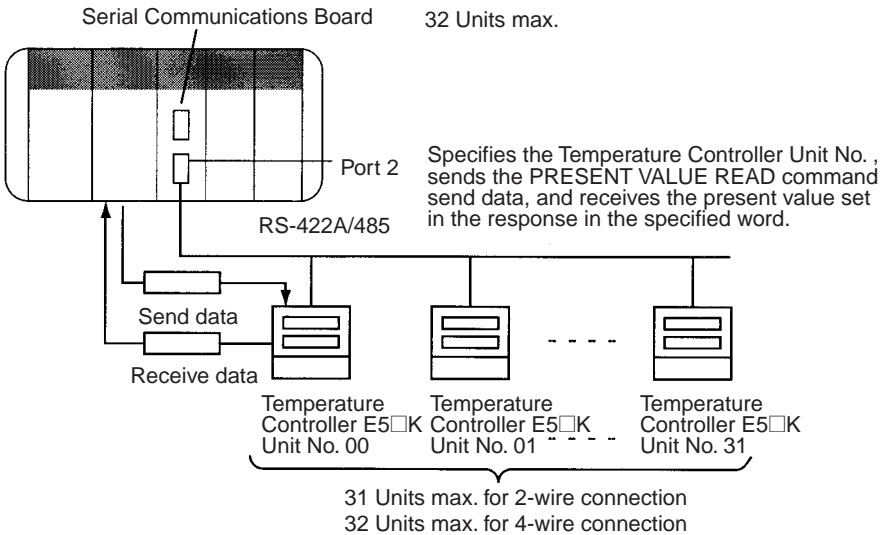 Serial Communications Board
32 Units max.
Port 2
Specifies the Temperature Controller Unit No. ,
sends the PRESENT VALUE READ command
send data, and receives the present value set
in the response in the specified word.
RS-422A/485
Send data
Receive data
Temperature
Controller E5□K
Unit No. 00
Temperature
Controller E5□K
Unit No. 01
Temperature
Controller E5□K
Unit No. 31
31 Units max. for 2-wire connection
32 Units max. for 4-wire connection